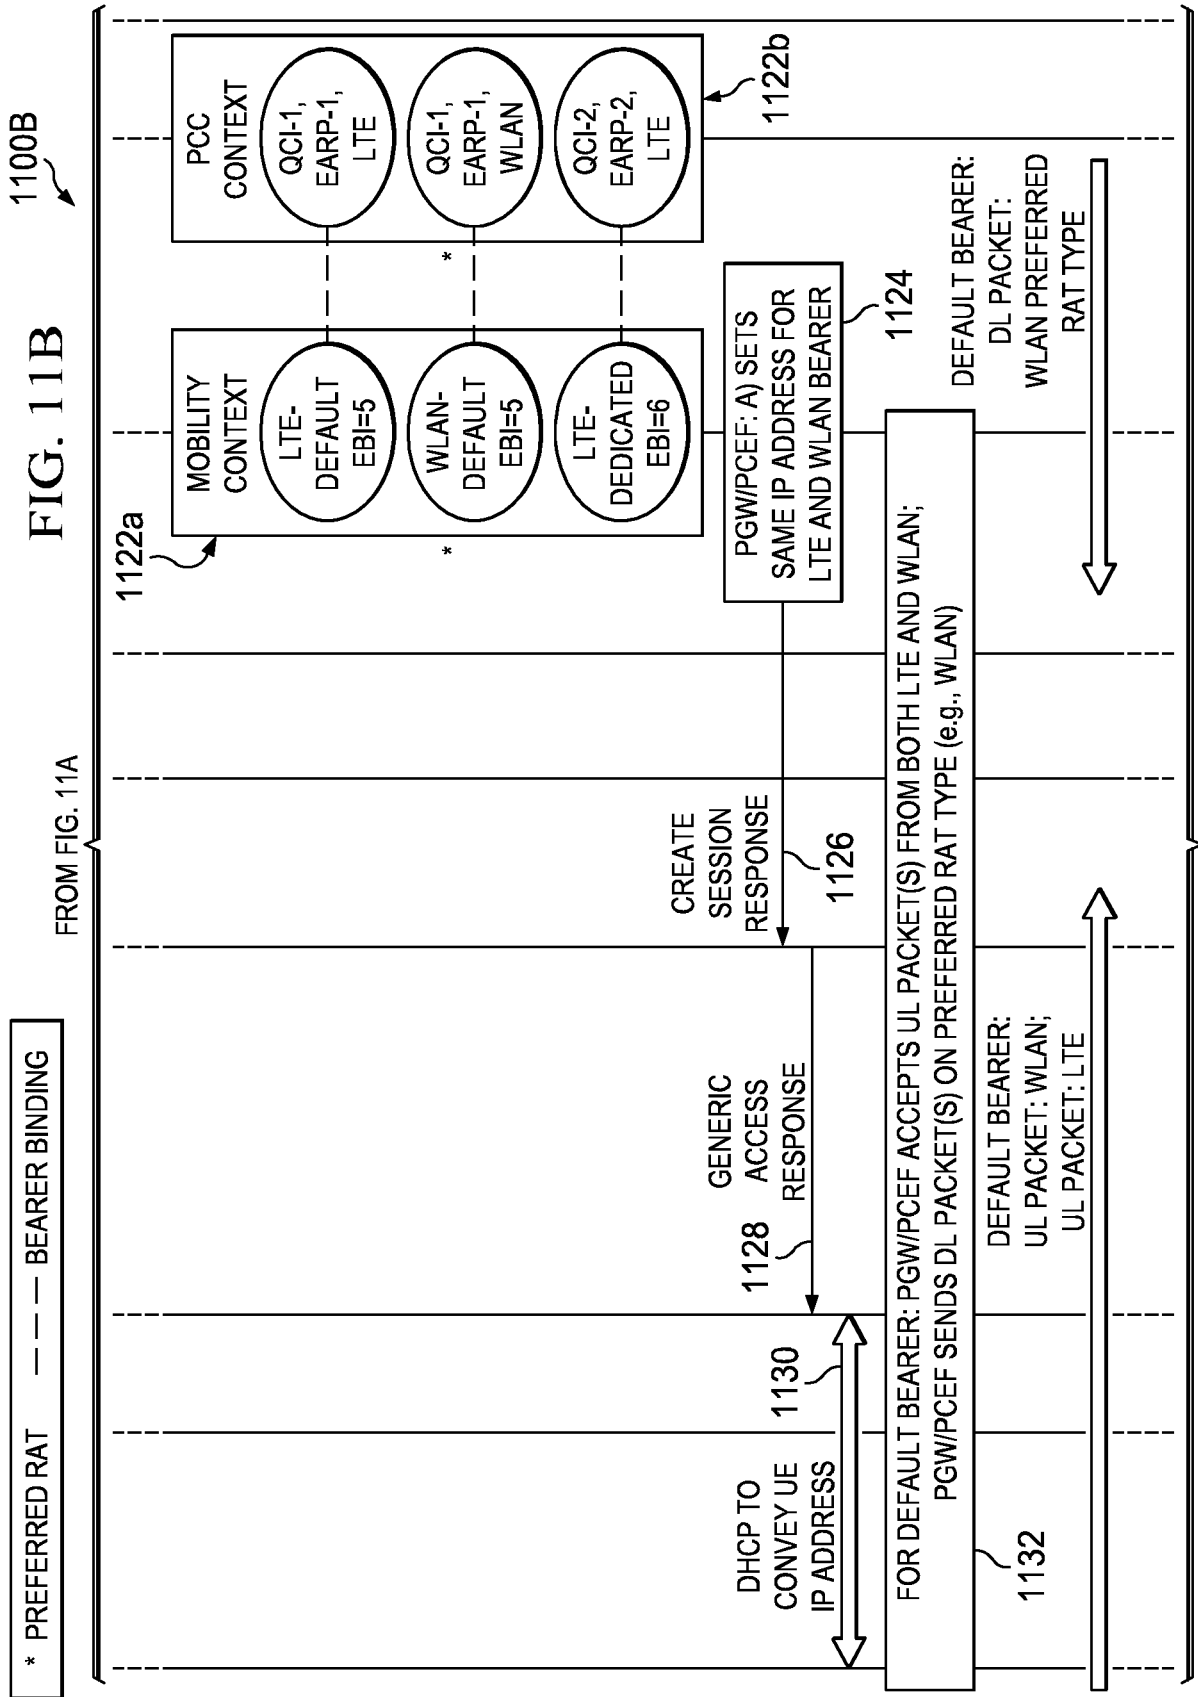 * PREFERRED RAT — — — BEARER BINDING
FROM FIG. 11A
FIG. 11B
1100B
MOBILITY
CONTEXT
LTE-
DEFAULT
EBI=5
*
WLAN-
DEFAULT
EBI=5
LTE-
DEDICATED
EBI=6
1122a
PCC
CONTEXT
QCI-1,
EARP-1,
LTE
*
QCI-1,
EARP-1,
WLAN
QCI-2,
EARP-2,
LTE
1122b
PGW/PCEF: A) SETS
SAME IP ADDRESS FOR
LTE AND WLAN BEARER
1124
CREATE
SESSION
RESPONSE
1126
GENERIC
ACCESS
RESPONSE
1128
DHCP TO
CONVEY UE
IP ADDRESS
1130
FOR DEFAULT BEARER: PGW/PCEF ACCEPTS UL PACKET(S) FROM BOTH LTE AND WLAN;
PGW/PCEF SENDS DL PACKET(S) ON PREFERRED RAT TYPE (e.g., WLAN)
1132
DEFAULT BEARER:
UL PACKET: WLAN;
UL PACKET: LTE
DEFAULT BEARER:
DL PACKET:
WLAN PREFERRED
RAT TYPE